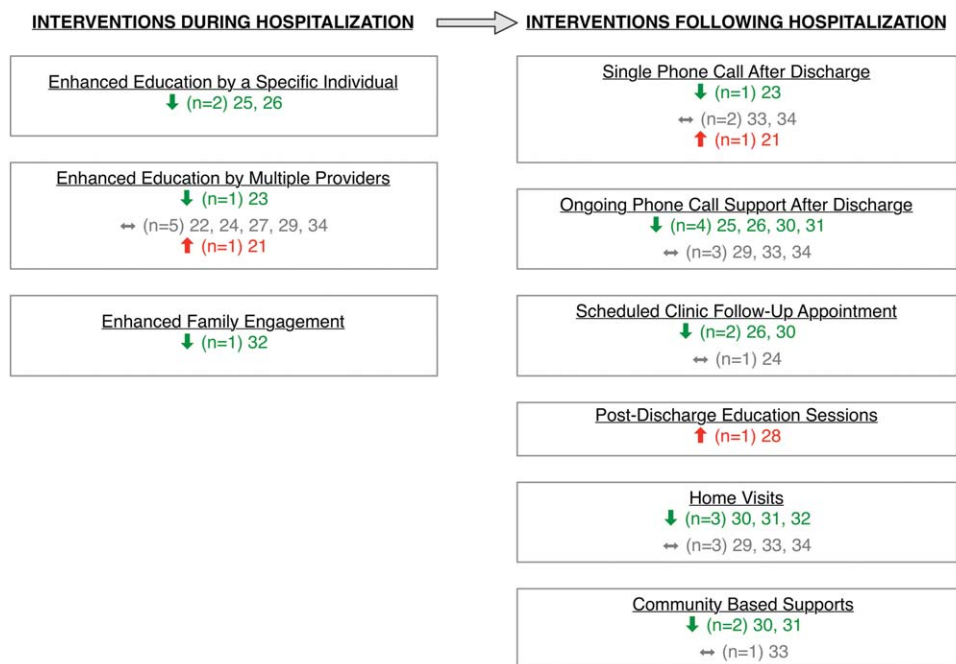 INTERVENTIONS DURING HOSPITALIZATION
Enhanced Education by a Specific Individual
⬇ (n=2) 25, 26
Enhanced Education by Multiple Providers
⬇ (n=1) 23
↔ (n=5) 22, 24, 27, 29, 34
⬆ (n=1) 21
Enhanced Family Engagement
⬇ (n=1) 32
INTERVENTIONS FOLLOWING HOSPITALIZATION
Single Phone Call After Discharge
⬇ (n=1) 23
↔ (n=2) 33, 34
⬆ (n=1) 21
Ongoing Phone Call Support After Discharge
⬇ (n=4) 25, 26, 30, 31
↔ (n=3) 29, 33, 34
Scheduled Clinic Follow-Up Appointment
⬇ (n=2) 26, 30
↔ (n=1) 24
Post-Discharge Education Sessions
⬆ (n=1) 28
Home Visits
⬇ (n=3) 30, 31, 32
↔ (n=3) 29, 33, 34
Community Based Supports
⬇ (n=2) 30, 31
↔ (n=1) 33